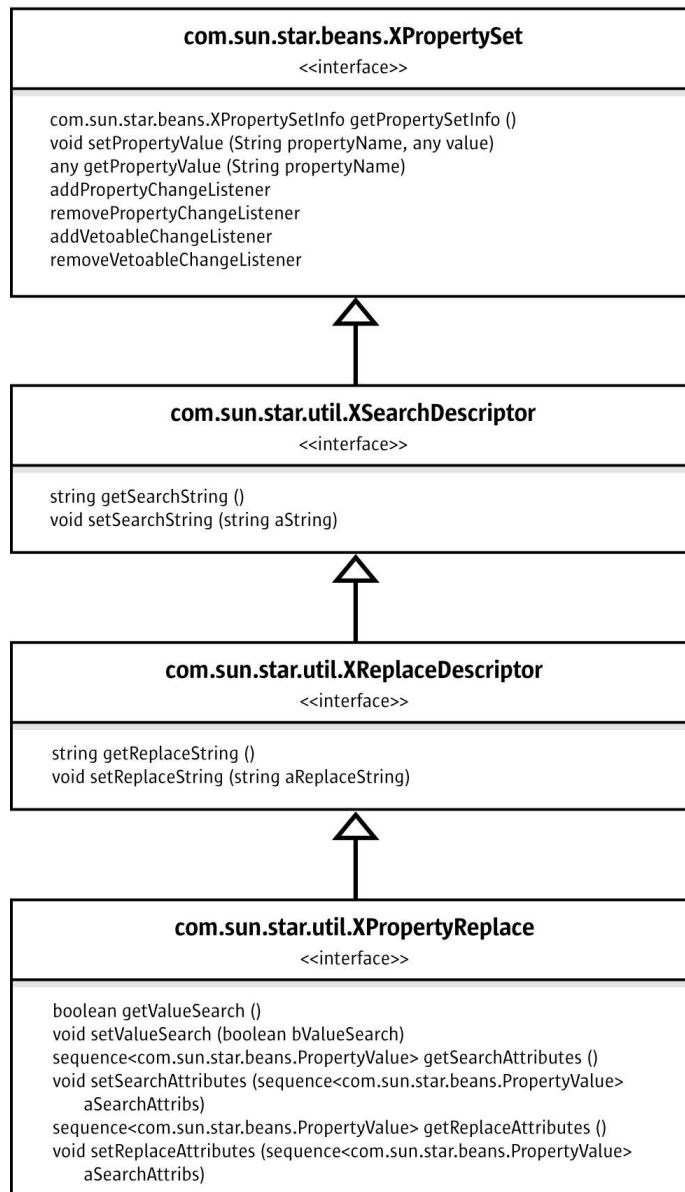 com.sun.star.beans.XPropertySet
<<interface>>
com.sun.star.beans.XPropertySetInfo getPropertySetInfo ()
void setPropertyValue (String propertyName, any value)
any getPropertyValue (String propertyName)
addPropertyChangeListener
removePropertyChangeListener
addVetoableChangeListener
removeVetoableChangeListener
com.sun.star.util.XSearchDescriptor
<<interface>>
string getSearchString ()
void setSearchString (string aString)
com.sun.star.util.XReplaceDescriptor
<<interface>>
string getReplaceString ()
void setReplaceString (string aReplaceString)
com.sun.star.util.XPropertyReplace
<<interface>>
boolean getValueSearch ()
void setValueSearch (boolean bValueSearch)
sequence<com.sun.star.beans.PropertyValue> getSearchAttributes ()
void setSearchAttributes (sequence<com.sun.star.beans.PropertyValue>
aSearchAttribs)
sequence<com.sun.star.beans.PropertyValue> getReplaceAttributes ()
void setReplaceAttributes (sequence<com.sun.star.beans.PropertyValue>
aSearchAttribs)